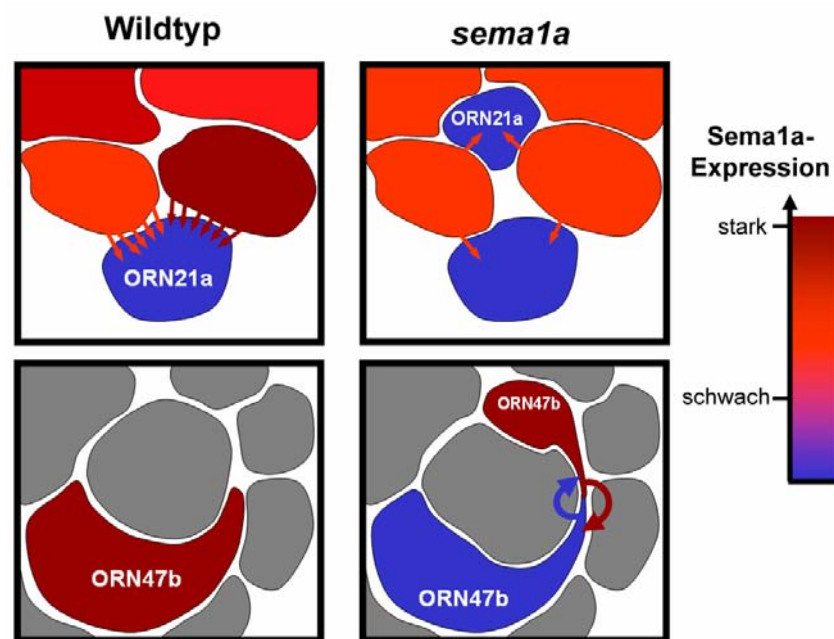 Wildtyp
sema1a
ORN21a
ORN21a
Sema1a-
Expression
stark
schwach
ORN47b
ORN47b
ORN47b